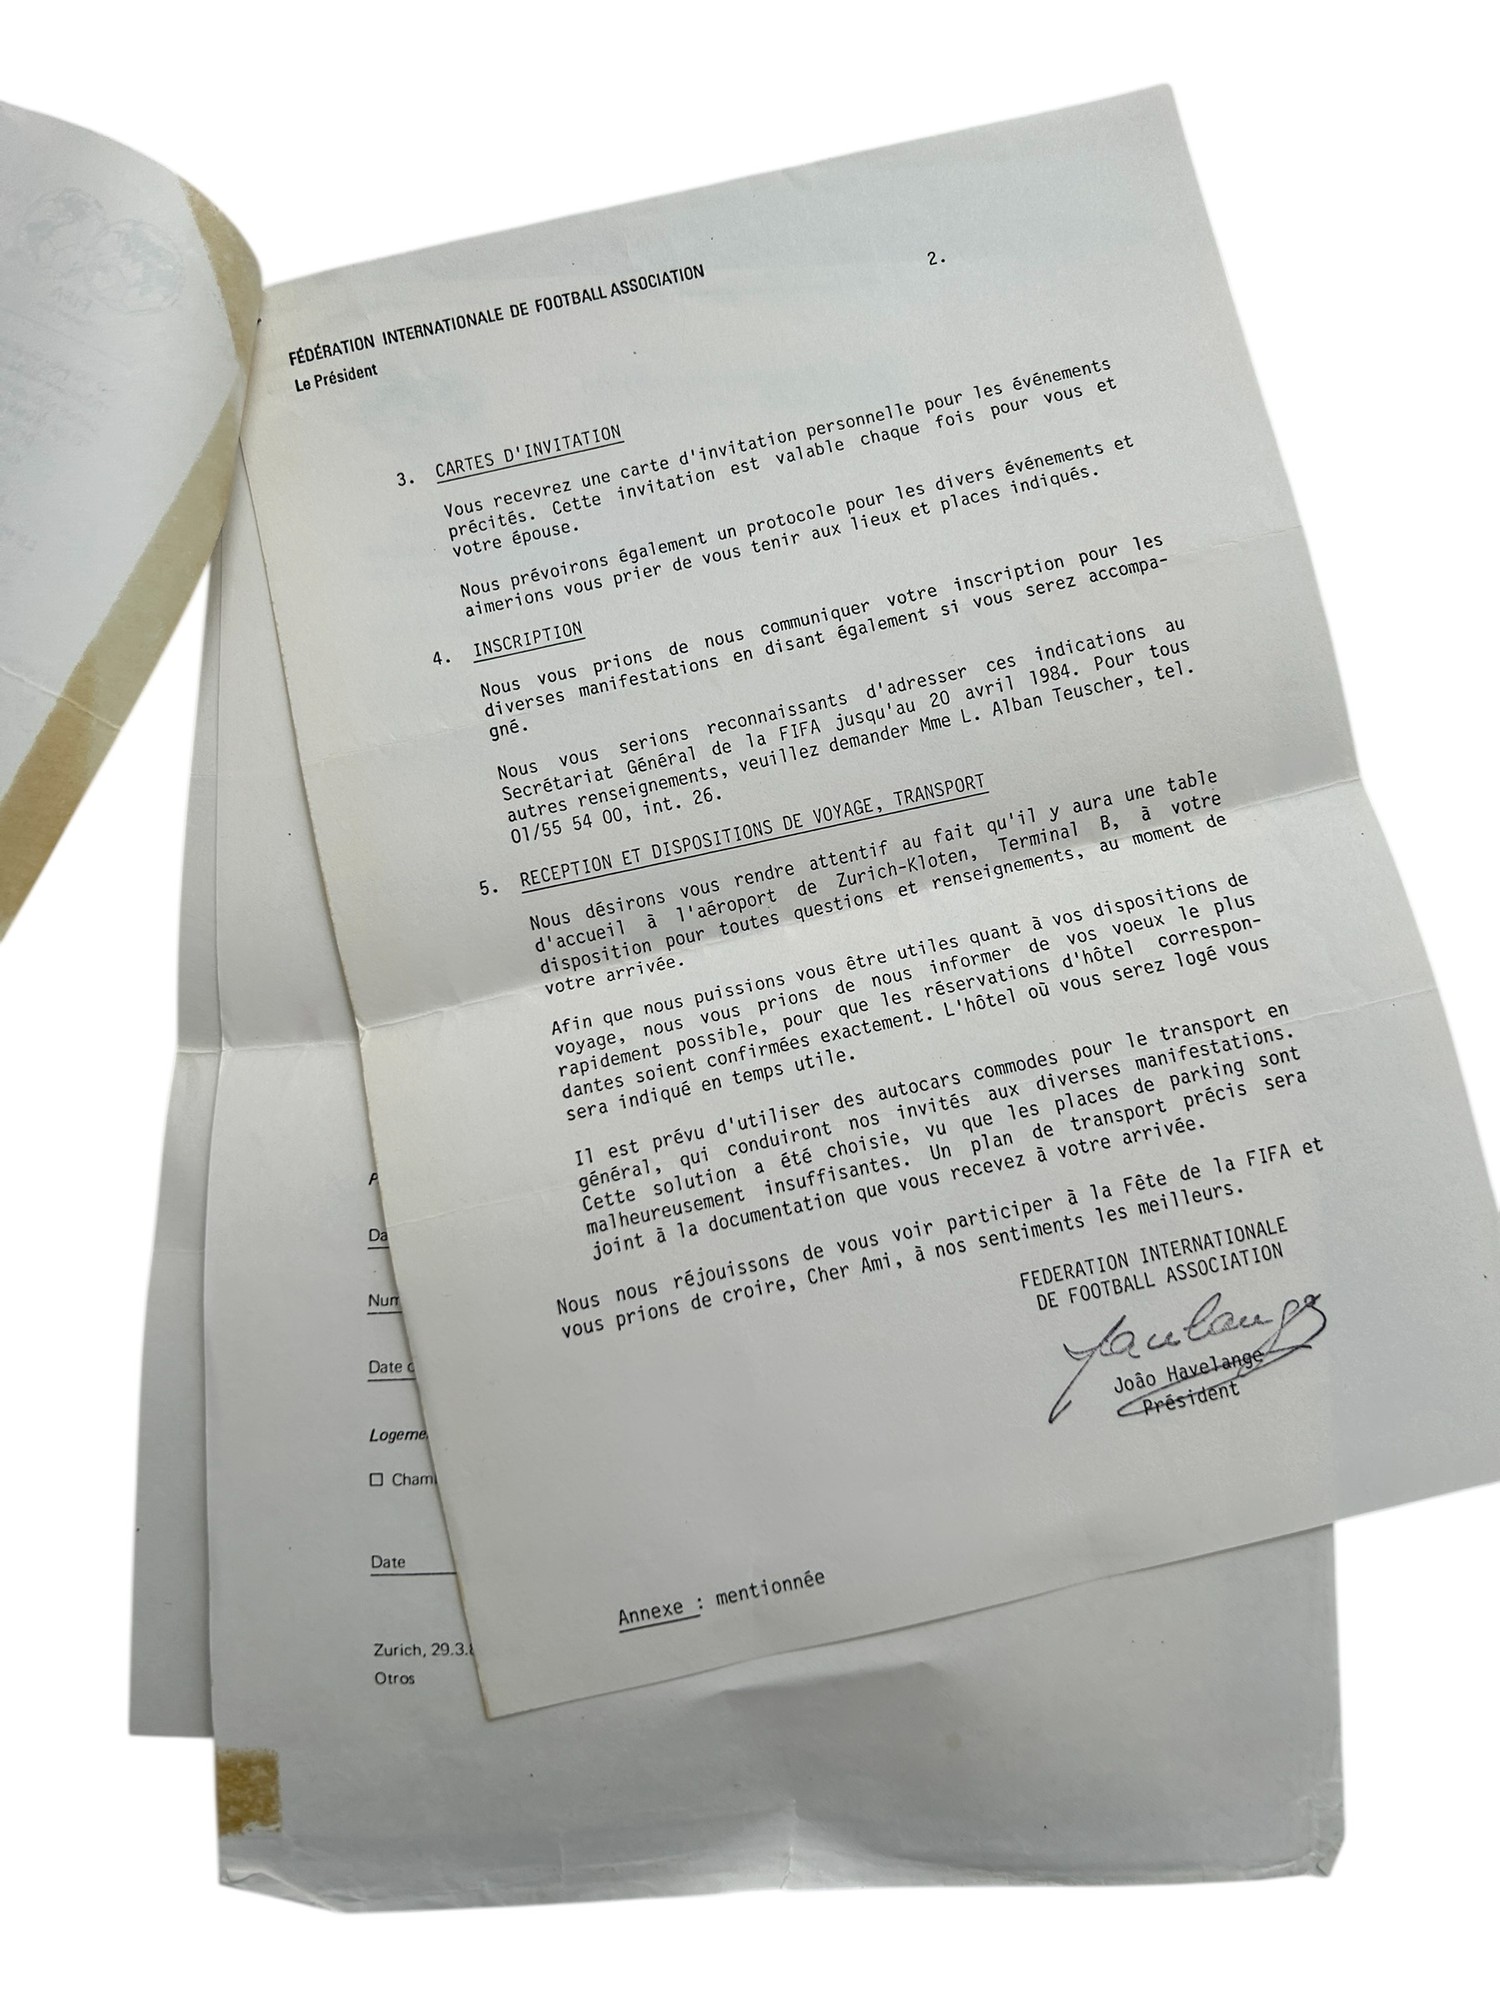 FÉDÉRATION INTERNATIONALE DE FOOTBALL ASSOCIATION
2.
Le Président
3. CARTES D'INVITATION
Vous recevrez une carte d'invitation personnelle pour les événements
précités. Cette invitation est valable chaque fois pour vous et
votre épouse.
Nous prévoirons également un protocole pour les divers événements et
aimerions vous prier de vous tenir aux lieux et places indiqués.
4. INSCRIPTION
Nous vous prions de nous communiquer votre inscription pour les
diverses manifestations en disant également si vous serez accompa-
gné.
Nous vous serions reconnaissants d'adresser ces indications au
Secrétariat Général de la FIFA jusqu'au 20 avril 1984. Pour tous
autres renseignements, veuillez demander Mme L. Alban Teuscher, tel.
01/55 54 00, int. 26.
5. RECEPTION ET DISPOSITIONS DE VOYAGE, TRANSPORT
Nous désirons vous rendre attentif au fait qu'il y aura une table
d'accueil à l'aéroport de Zurich-Kloten, Terminal B, à votre
disposition pour toutes questions et renseignements, au moment de
votre arrivée.
Afin que nous puissions vous être utiles quant à vos dispositions de
voyage, nous vous prions de nous informer de vos voeux le plus
rapidement possible, pour que les réservations d'hôtel correspon-
dantes soient confirmées exactement. L'hôtel où vous serez logé vous
sera indiqué en temps utile.
Il est prévu d'utiliser des autocars commodes pour le transport en
général, qui conduiront nos invités aux diverses manifestations.
Cette solution a été choisie, vu que les places de parking sont
malheureusement insuffisantes. Un plan de transport précis sera
joint à la documentation que vous recevez à votre arrivée.
Nous nous réjouissons de vous voir participer à la Fête de la FIFA et
vous prions de croire, Cher Ami, à nos sentiments les meilleurs.
FEDERATION INTERNATIONALE
DE FOOTBALL ASSOCIATION
João Havelange
Président
Annexe : mentionnée
P
Da
Num
Date d
Logeme
Cham
Date
Zurich, 29.3.8
Otros